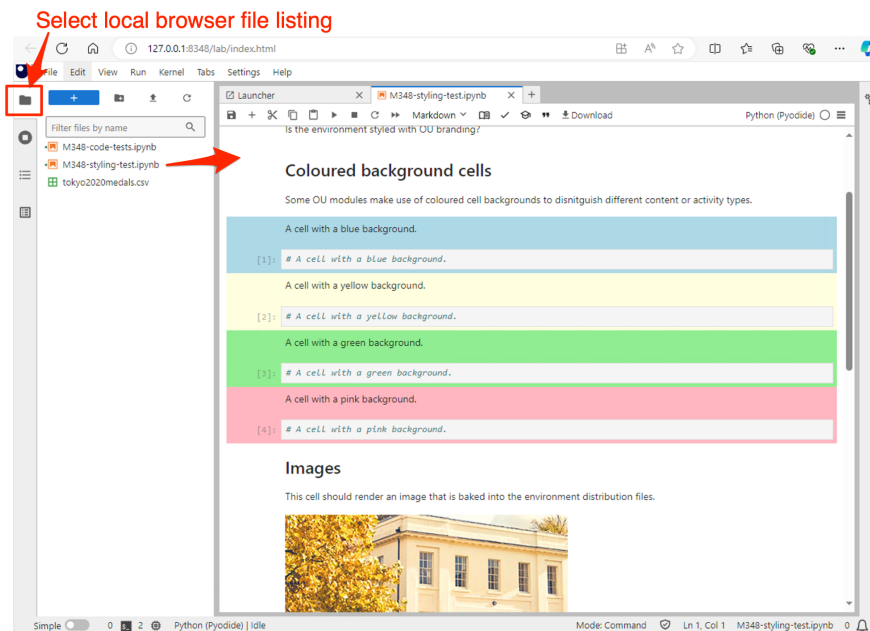 Select local browser file listing
127.0.0.1:8348/lab/index.html
File Edit View Run Kernel Tabs Settings Help
Launcher
M348-styling-test.ipynb
Filter files by name
Markdown
Download
Python (Pyodide)
M348-code-tests.ipynb
M348-styling-test.ipynb
tokyo2020medals.csv
Is the environment styled with OU branding?
Coloured background cells
Some OU modules make use of coloured cell backgrounds to disnitguish different content or activity types.
A cell with a blue background.
[1]: # A cell with a blue background.
A cell with a yellow background.
[2]: # A cell with a yellow background.
A cell with a green background.
[3]: # A cell with a green background.
A cell with a pink background.
[4]: # A cell with a pink background.
Images
This cell should render an image that is baked into the environment distribution files.
Simple 0 2 Python (Pyodide) | Idle Mode: Command Ln 1, Col 1 M348-styling-test.ipynb 0